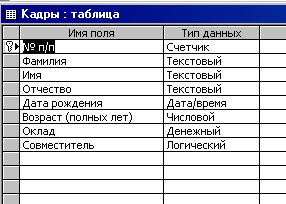 Кадры : таблица
Имя поля Тип данных
№ п/п Счетчик
Фамилия Текстовый
Имя Текстовый
Отчество Текстовый
Дата рождения Дата/время
Возраст (полных лет) Числовой
Оклад Денежный
Совместитель Логический